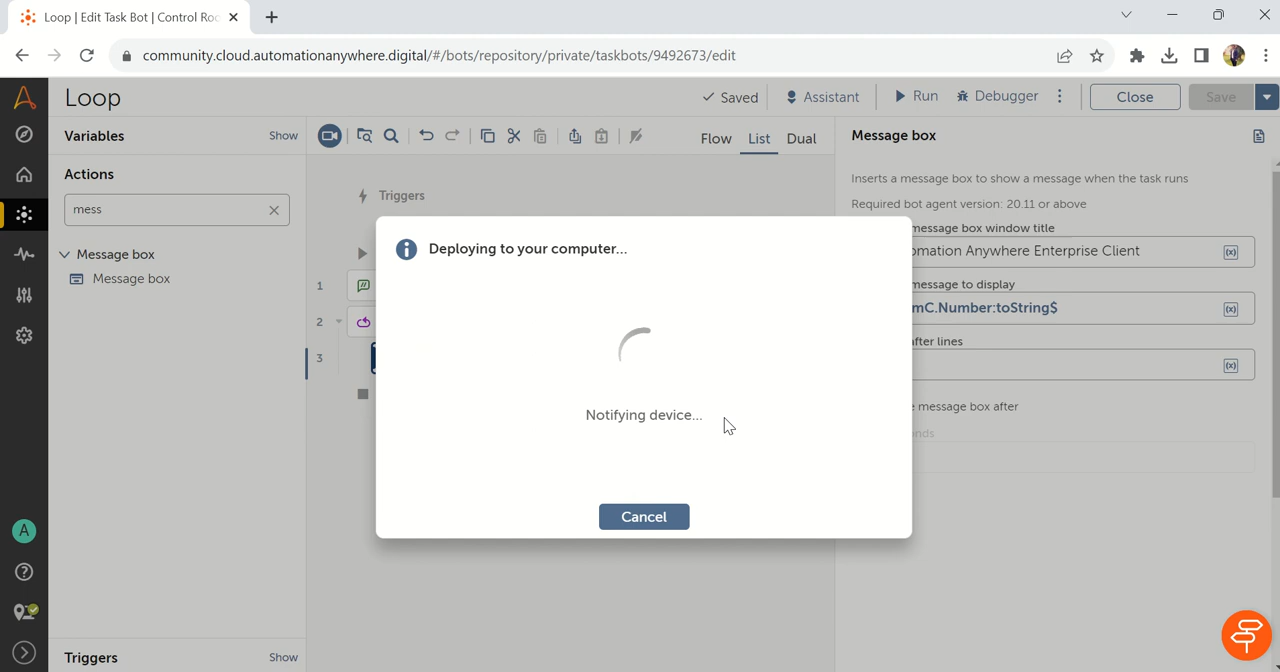 Loop | Edit Task Bot | Control Roo
community.cloud.automationanywhere.digital/#/bots/repository/private/taskbots/9492673/edit
Loop
Saved
Assistant
Run
Debugger
Close
Save
Variables
Show
Flow
List
Dual
Message box
Actions
Inserts a message box to show a message when the task runs
mess
Triggers
Required bot agent version: 20.11 or above
message box window title
Message box
Deploying to your computer...
omation Anywhere Enterprise Client
Message box
1
message to display
2
mC.Number:toString$
after lines
3
Notifying device...
e message box after
onds
Cancel
A
Triggers
Show